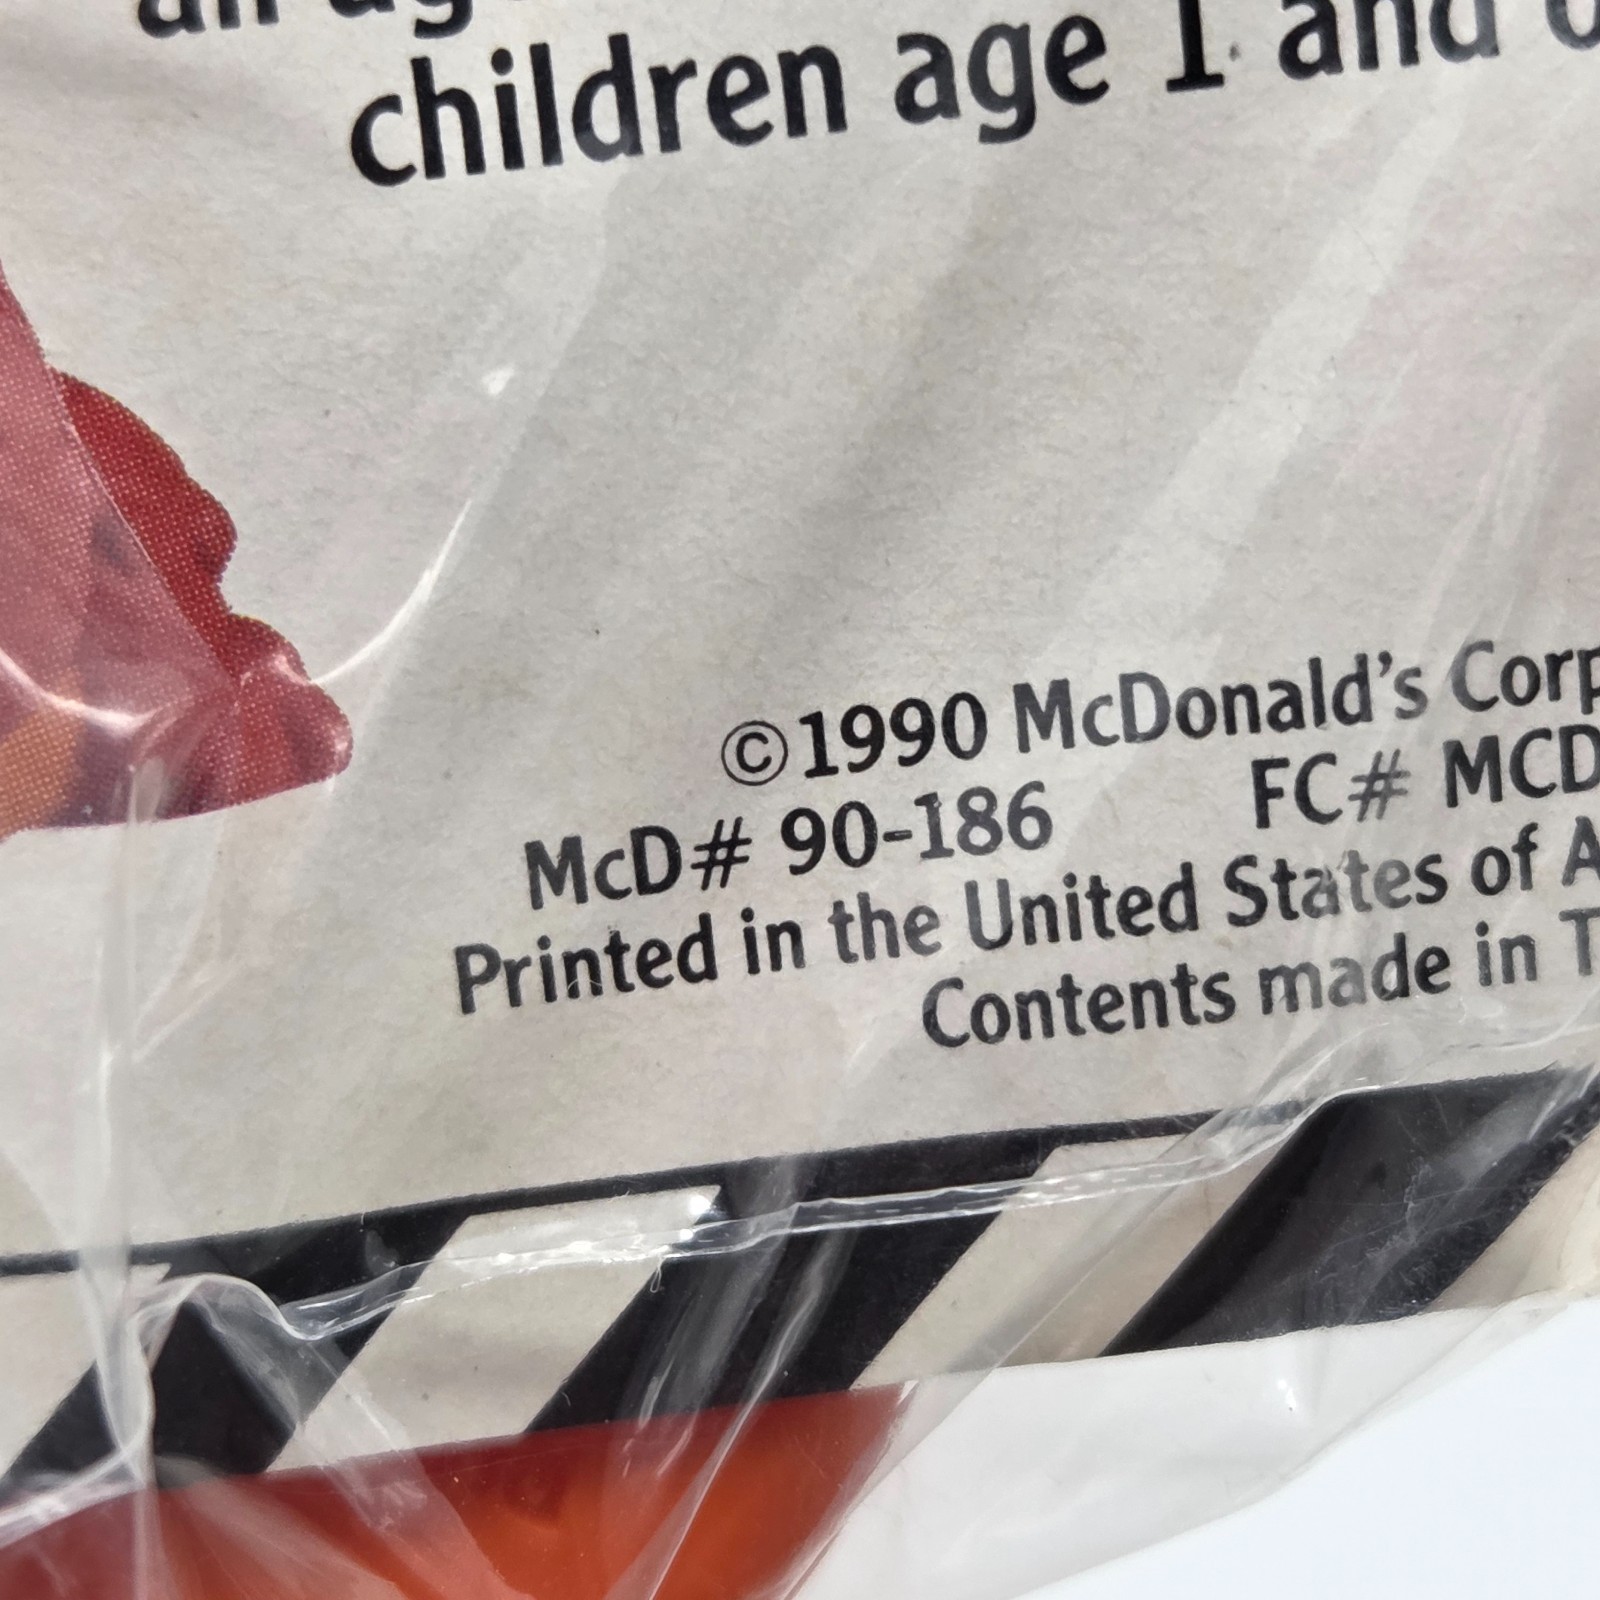 children age 1 and
©1990 McDonald's Corp
McD# 90-186 FC# MCD
Printed in the United States of A
Contents made in T